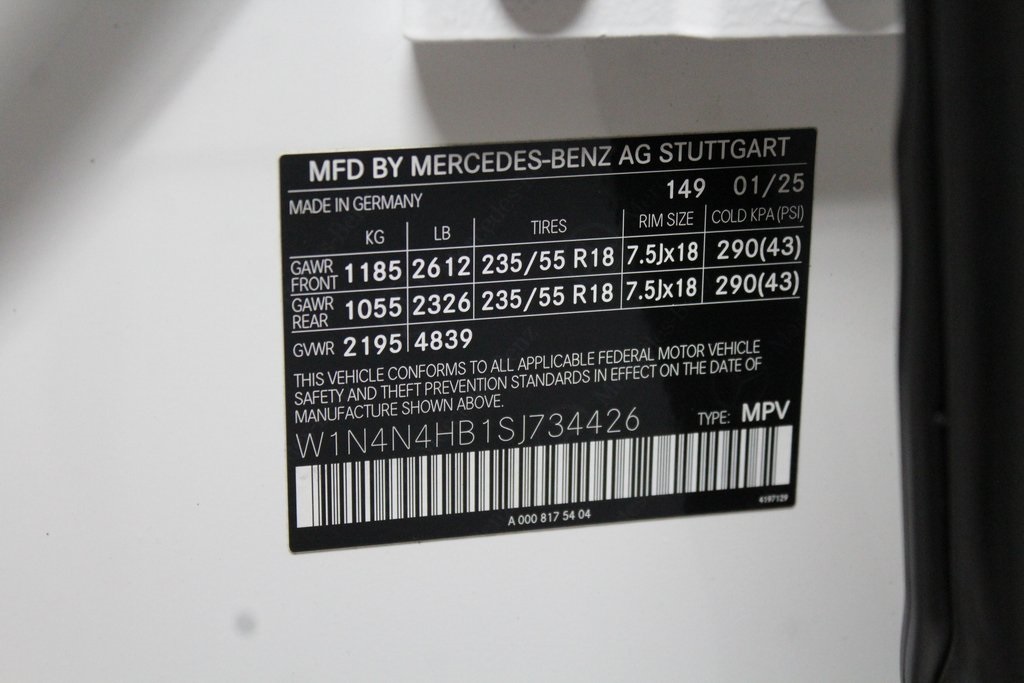 MFD BY MERCEDES-BENZ AG STUTTGART
MADE IN GERMANY 149 01/25
KG LB TIRES RIM SIZE COLD KPA (PSI)
GAWR FRONT 1185 2612 235/55 R18 7.5Jx18 290(43)
GAWR REAR 1055 2326 235/55 R18 7.5Jx18 290(43)
GVWR 2195 4839
THIS VEHICLE CONFORMS TO ALL APPLICABLE FEDERAL MOTOR VEHICLE
SAFETY AND THEFT PREVENTION STANDARDS IN EFFECT ON THE DATE OF
MANUFACTURE SHOWN ABOVE.
W1N4N4HB1SJ734426 TYPE: MPV
A 000 817 54 04
4197129